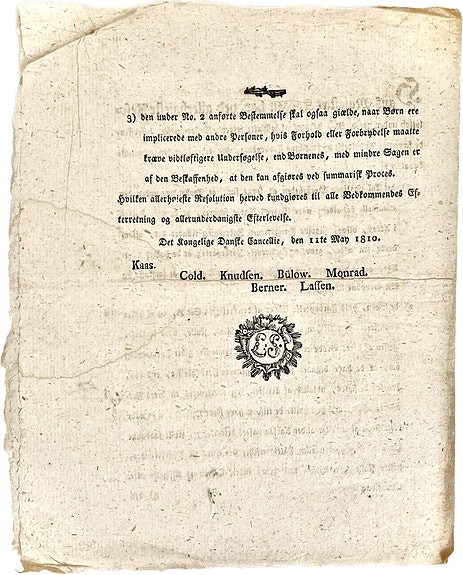 3) den under No. 2 anførte Bestemmelse skal ogsaa gjælde, naar Børn ere
implicerede med andre Personer, hvis Forhold eller Forbrydelse maatte
kræve vidtløftigere Undersøgelse, end Børnenes, med mindre Sagen er
af den Beskaffenhed, at den kan afgiøres ved summarisk Proces.
Hvilken allerhøieste Resolution herved kundgiøres til alle Vedkommendes Ef-
terretning og allerunderdanigste Efterlevelse.
Det Kongelige Danske Cancellie, den 11te May 1810.
Kaas.
Cold. Knudsen. Bülow. Monrad.
Berner. Lassen.
L.S.